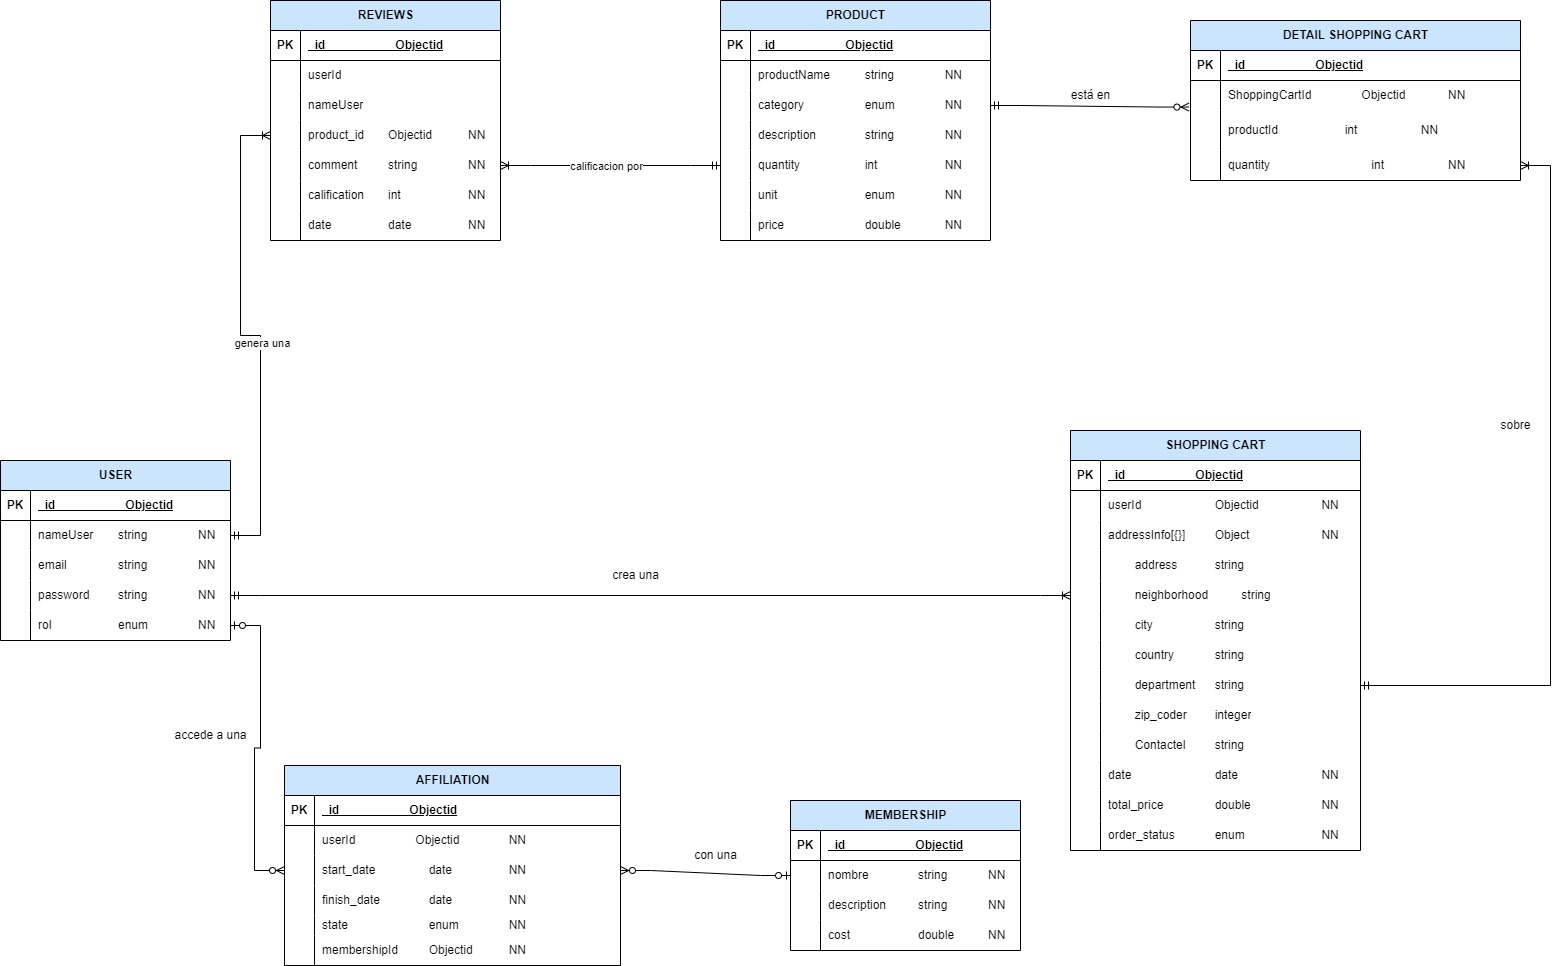 REVIEWS
PK _id Objectid
userId
nameUser
product_id Objectid NN
comment string NN
calification int NN
date date NN
PRODUCT
PK _id Objectid
productName string NN
category enum NN
description string NN
quantity int NN
unit enum NN
price double NN
DETAIL SHOPPING CART
PK _id Objectid
ShoppingCartId Objectid NN
productId int NN
quantity int NN
está en
calificacion por
genera una
sobre
USER
PK _id Objectid
nameUser string NN
email string NN
password string NN
rol enum NN
crea una
SHOPPING CART
PK _id Objectid
userId Objectid NN
addressInfo[{}] Object NN
address string
neighborhood string
city string
country string
department string
zip_coder integer
Contactel string
date date NN
total_price double NN
order_status enum NN
accede a una
AFFILIATION
PK _id Objectid
userId Objectid NN
start_date date NN
finish_date date NN
state enum NN
membershipId Objectid NN
con una
MEMBERSHIP
PK _id Objectid
nombre string NN
description string NN
cost double NN